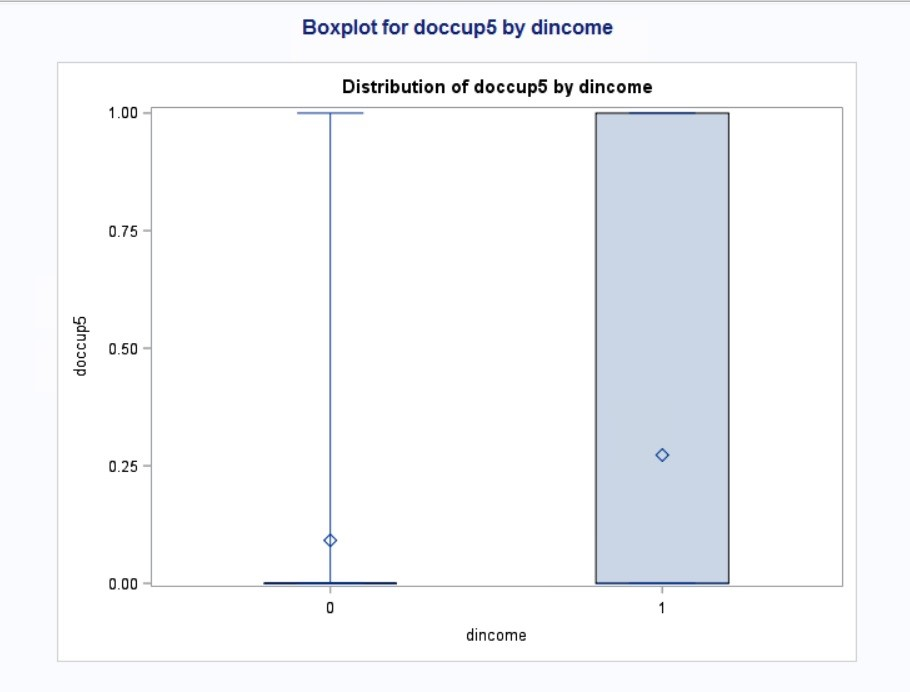 Boxplot for doccup5 by dincome
Distribution of doccup5 by dincome
1.00
0.75
0.50
0.25
0.00
doccup5
0 1
dincome